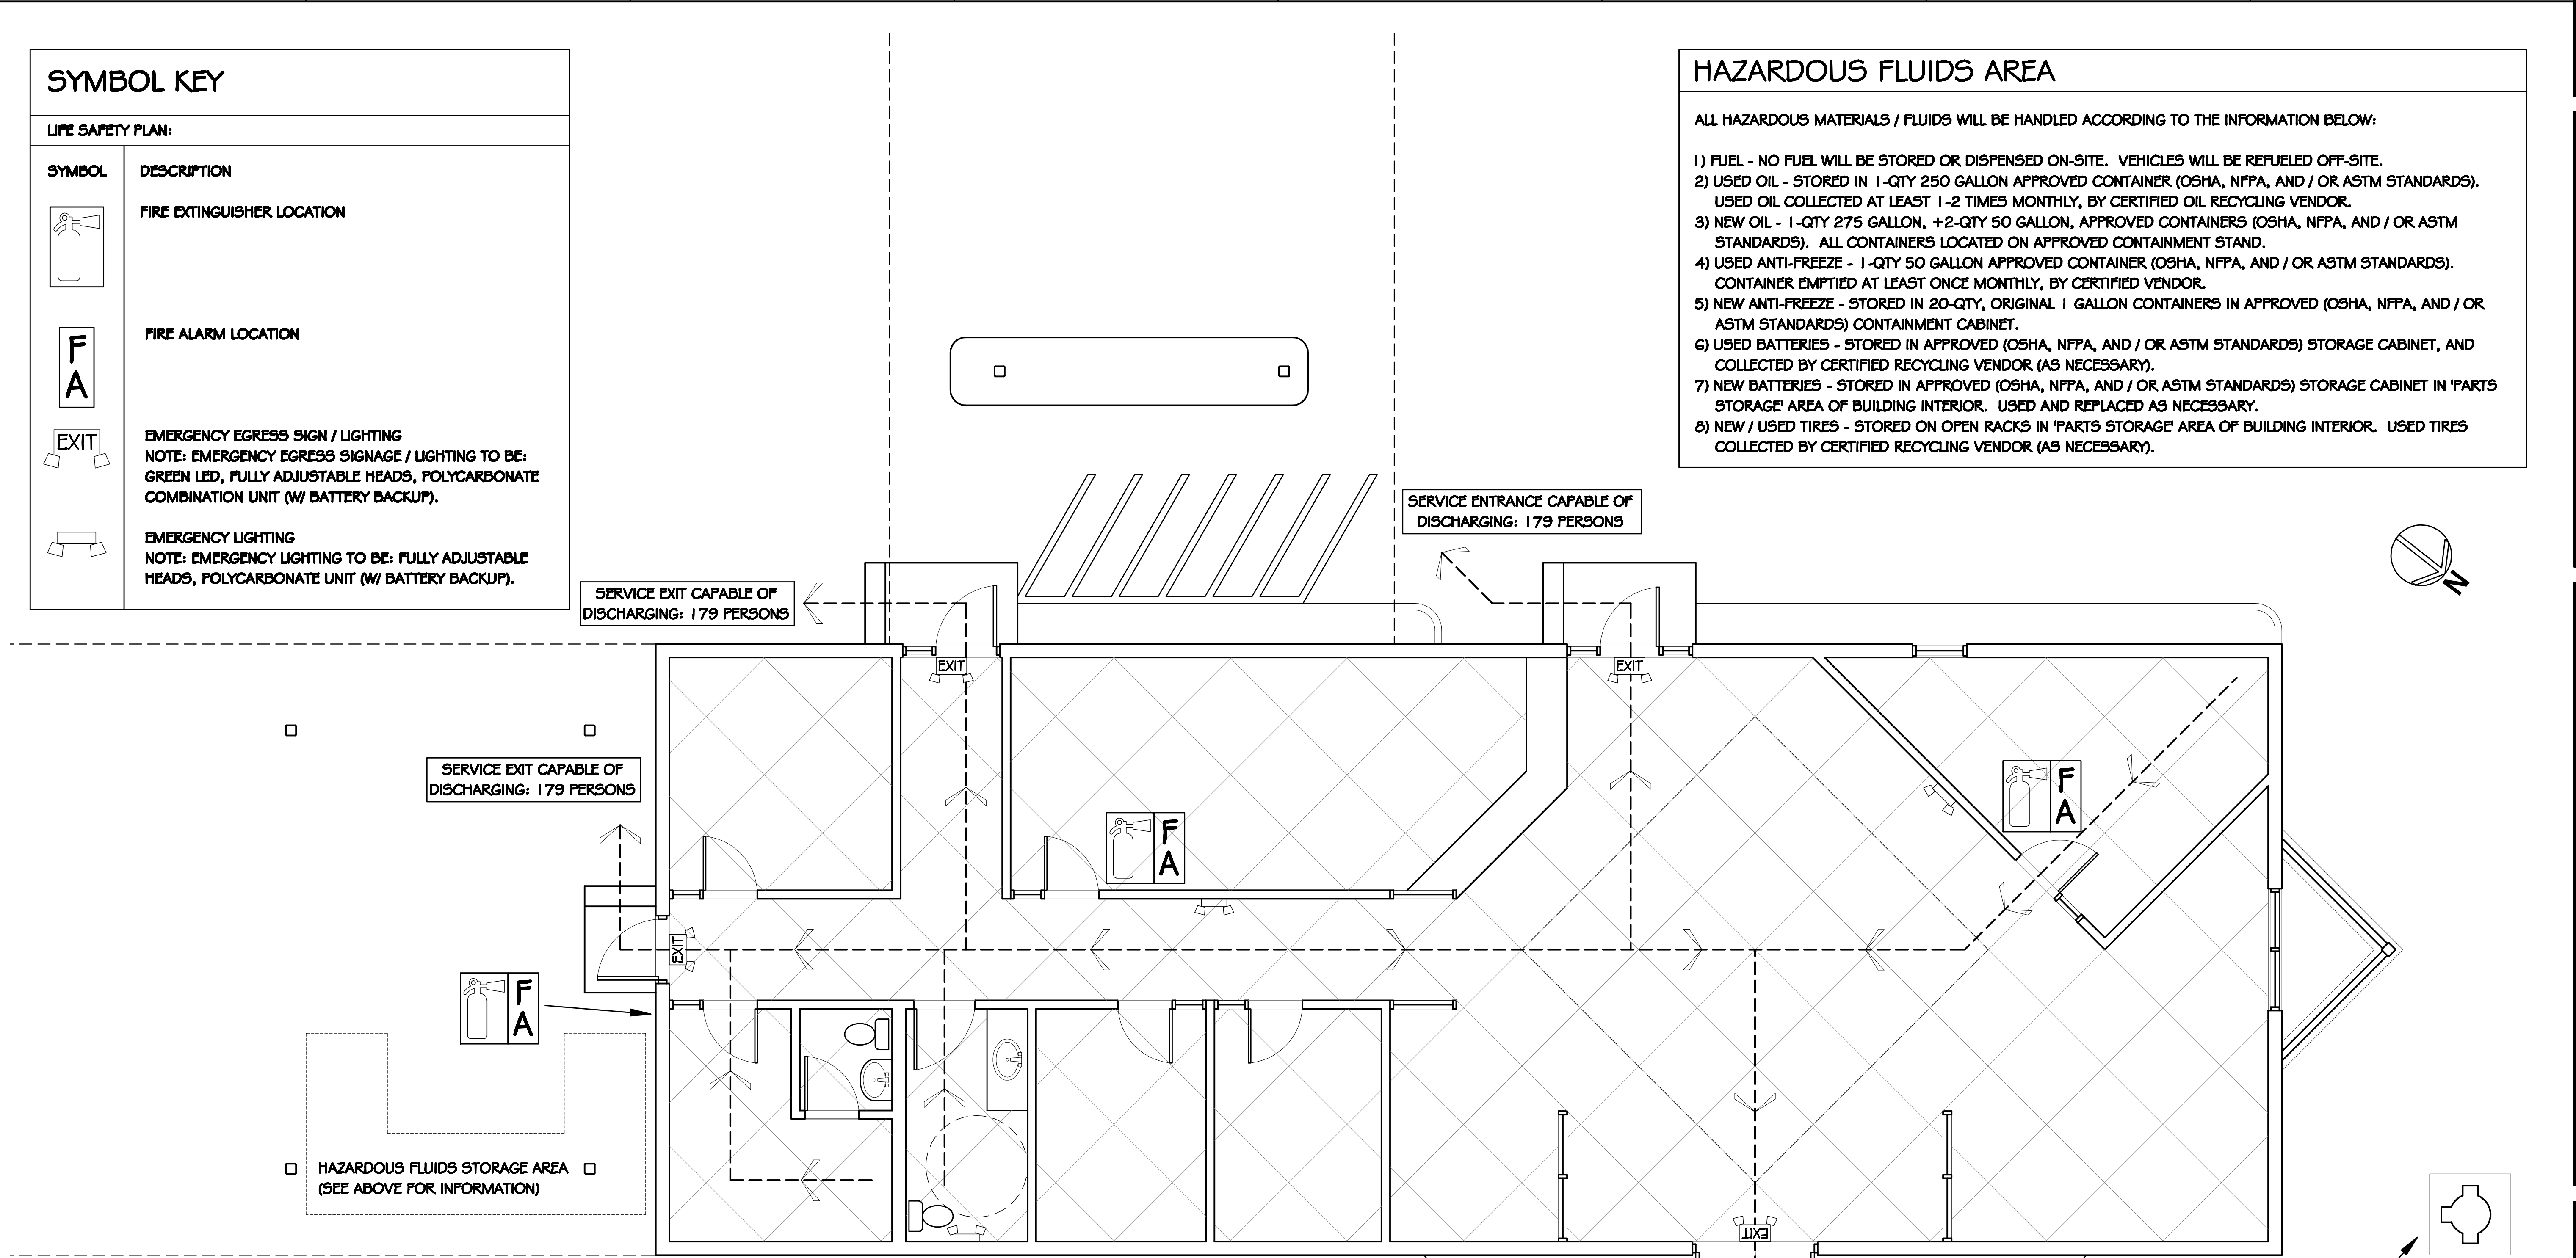 SYMBOL KEY
LIFE SAFETY PLAN:
SYMBOL DESCRIPTION
FIRE EXTINGUISHER LOCATION
F
A
FIRE ALARM LOCATION
EXIT
EMERGENCY EGRESS SIGN / LIGHTING
NOTE: EMERGENCY EGRESS SIGNAGE / LIGHTING TO BE:
GREEN LED, FULLY ADJUSTABLE HEADS, POLYCARBONATE
COMBINATION UNIT (W/ BATTERY BACKUP).
EMERGENCY LIGHTING
NOTE: EMERGENCY LIGHTING TO BE: FULLY ADJUSTABLE
HEADS, POLYCARBONATE UNIT (W/ BATTERY BACKUP).
HAZARDOUS FLUIDS AREA
ALL HAZARDOUS MATERIALS / FLUIDS WILL BE HANDLED ACCORDING TO THE INFORMATION BELOW:
1) FUEL - NO FUEL WILL BE STORED OR DISPENSED ON-SITE. VEHICLES WILL BE REFUELED OFF-SITE.
2) USED OIL - STORED IN 1-QTY 250 GALLON APPROVED CONTAINER (OSHA, NFPA, AND / OR ASTM STANDARDS).
USED OIL COLLECTED AT LEAST 1-2 TIMES MONTHLY, BY CERTIFIED OIL RECYCLING VENDOR.
3) NEW OIL - 1-QTY 275 GALLON, +2-QTY 50 GALLON, APPROVED CONTAINERS (OSHA, NFPA, AND / OR ASTM
STANDARDS). ALL CONTAINERS LOCATED ON APPROVED CONTAINMENT STAND.
4) USED ANTI-FREEZE - 1-QTY 50 GALLON APPROVED CONTAINER (OSHA, NFPA, AND / OR ASTM STANDARDS).
CONTAINER EMPTIED AT LEAST ONCE MONTHLY, BY CERTIFIED VENDOR.
5) NEW ANTI-FREEZE - STORED IN 20-QTY, ORIGINAL 1 GALLON CONTAINERS IN APPROVED (OSHA, NFPA, AND / OR
ASTM STANDARDS) CONTAINMENT CABINET.
6) USED BATTERIES - STORED IN APPROVED (OSHA, NFPA, AND / OR ASTM STANDARDS) STORAGE CABINET, AND
COLLECTED BY CERTIFIED RECYCLING VENDOR (AS NECESSARY).
7) NEW BATTERIES - STORED IN APPROVED (OSHA, NFPA, AND / OR ASTM STANDARDS) STORAGE CABINET IN 'PARTS
STORAGE' AREA OF BUILDING INTERIOR. USED AND REPLACED AS NECESSARY.
8) NEW / USED TIRES - STORED ON OPEN RACKS IN 'PARTS STORAGE' AREA OF BUILDING INTERIOR. USED TIRES
COLLECTED BY CERTIFIED RECYCLING VENDOR (AS NECESSARY).
SERVICE ENTRANCE CAPABLE OF
DISCHARGING: 179 PERSONS
N
SERVICE EXIT CAPABLE OF
DISCHARGING: 179 PERSONS
EXIT
EXIT
SERVICE EXIT CAPABLE OF
DISCHARGING: 179 PERSONS
F
A
F
A
EXIT
F
A
HAZARDOUS FLUIDS STORAGE AREA
(SEE ABOVE FOR INFORMATION)
EXIT